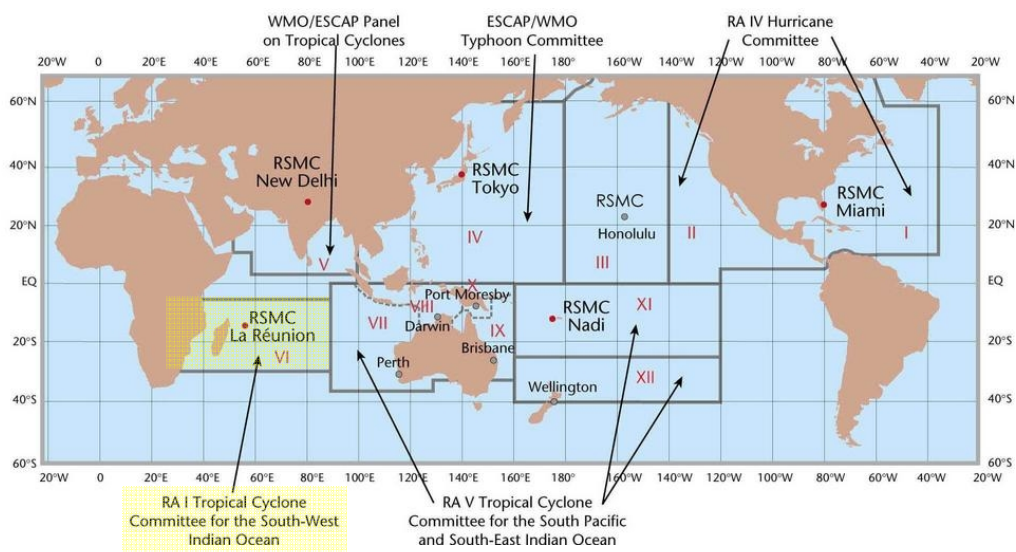 WMO/ESCAP Panel
on Tropical Cyclones
ESCAP/WMO
Typhoon Committee
RA IV Hurricane
Committee
20°W 0 20°E 40°E 60°E 80°E 100°E 120°E 140°E 160°E 180° 160°W 140°W 120°W 100°W 80°W 60°W 40°W 20°W
60°N 60°N
40°N 40°N
20°N 20°N
EQ EQ
20°S 20°S
40°S 40°S
60°S 60°S
RSMC
New Delhi
RSMC
Tokyo
RSMC
Honolulu
RSMC
Miami
I
II
III
IV
V
X
Port Moresby
VIII
Darwin
VII
IX
Brisbane
Perth
RSMC
La Réunion
VI
RSMC
Nadi
XI
XII
Wellington
20°W 0 20°E 40°E 60°E 80°E 100°E 120°E 140°E 160°E 180° 160°W 140°W 120°W 100°W 80°W 60°W 40°W 20°W
RA I Tropical Cyclone
Committee for the South-West
Indian Ocean
RA V Tropical Cyclone
Committee for the South Pacific
and South-East Indian Ocean